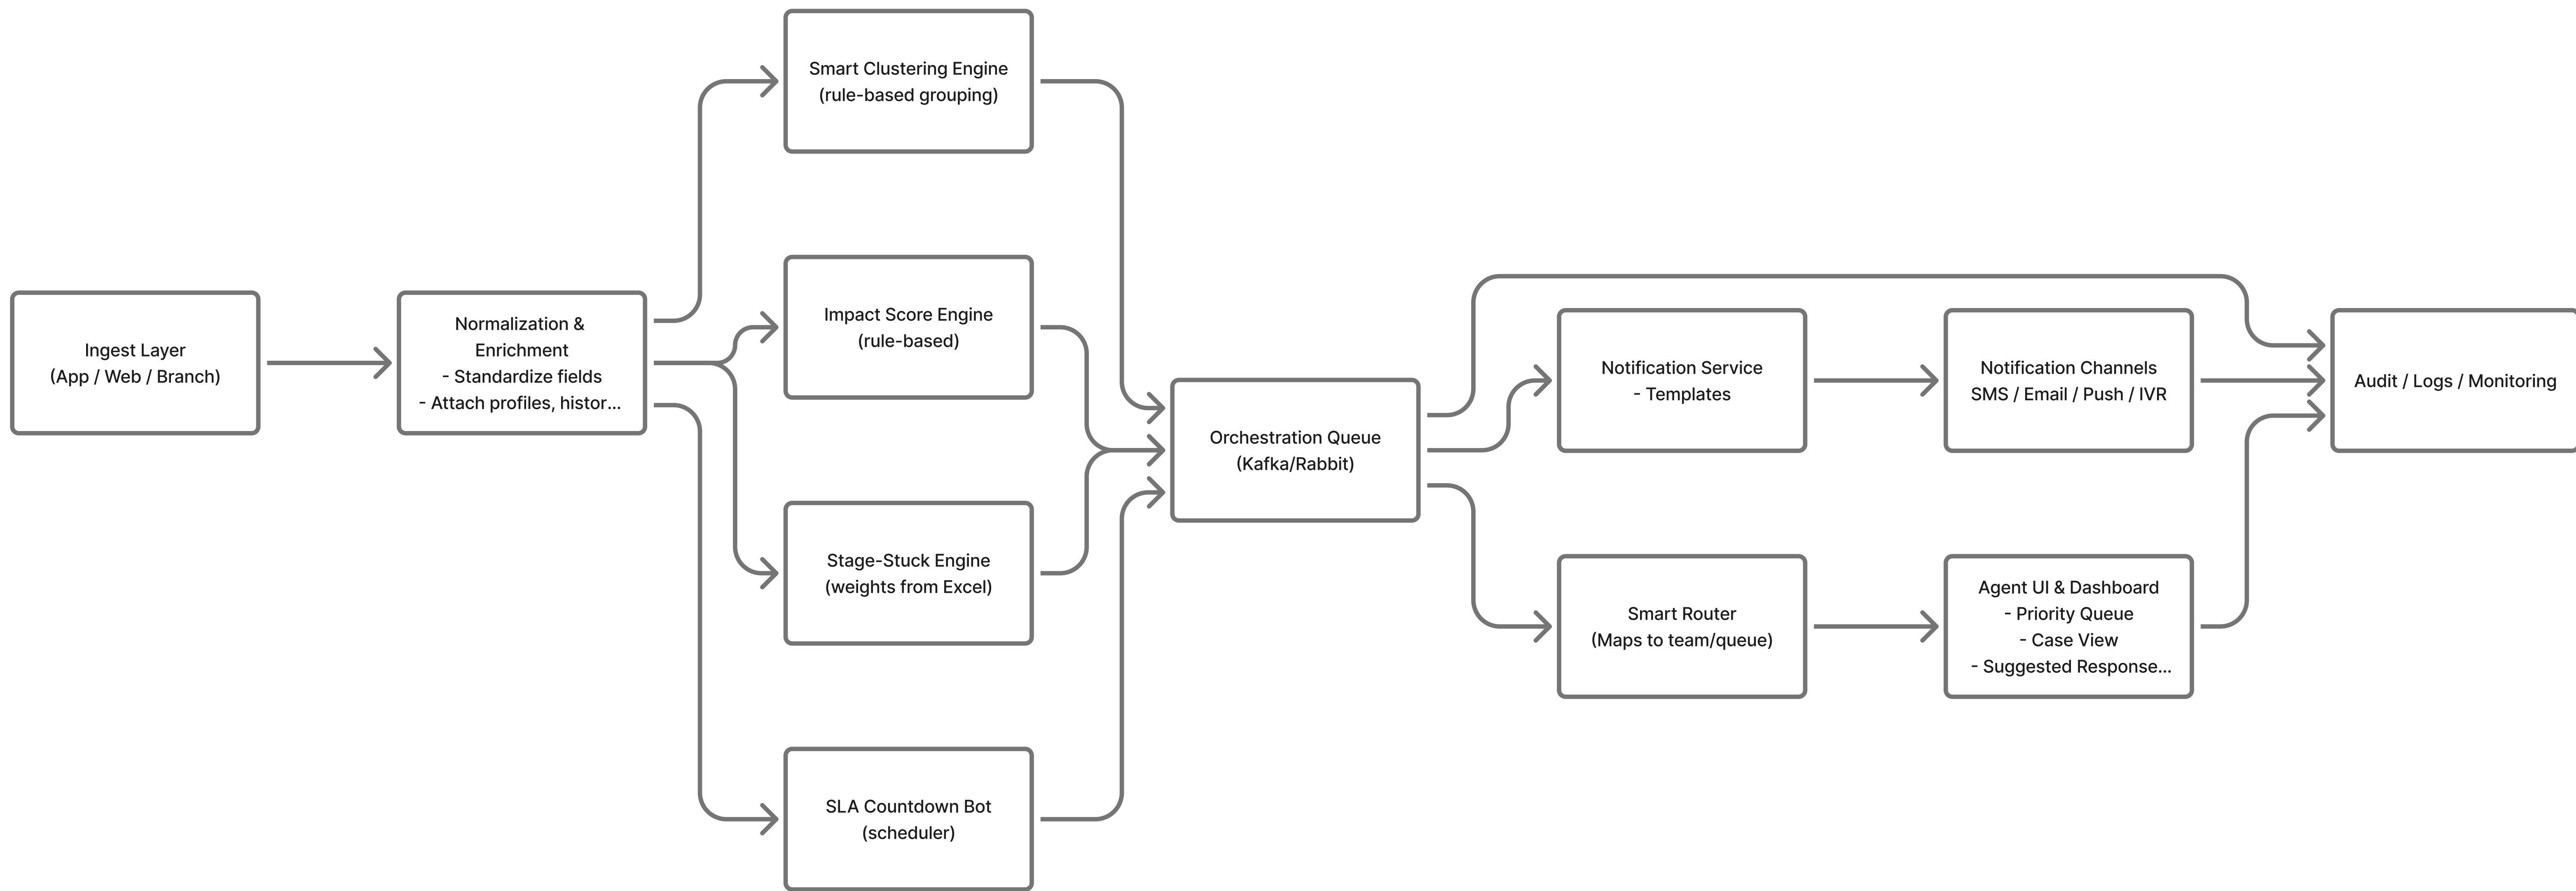 Ingest Layer
(App / Web / Branch)
Normalization &
Enrichment
- Standardize fields
- Attach profiles, histor...
Smart Clustering Engine
(rule-based grouping)
Impact Score Engine
(rule-based)
Stage-Stuck Engine
(weights from Excel)
SLA Countdown Bot
(scheduler)
Orchestration Queue
(Kafka/Rabbit)
Notification Service
- Templates
Smart Router
(Maps to team/queue)
Notification Channels
SMS / Email / Push / IVR
Agent UI & Dashboard
- Priority Queue
- Case View
- Suggested Response...
Audit / Logs / Monitoring